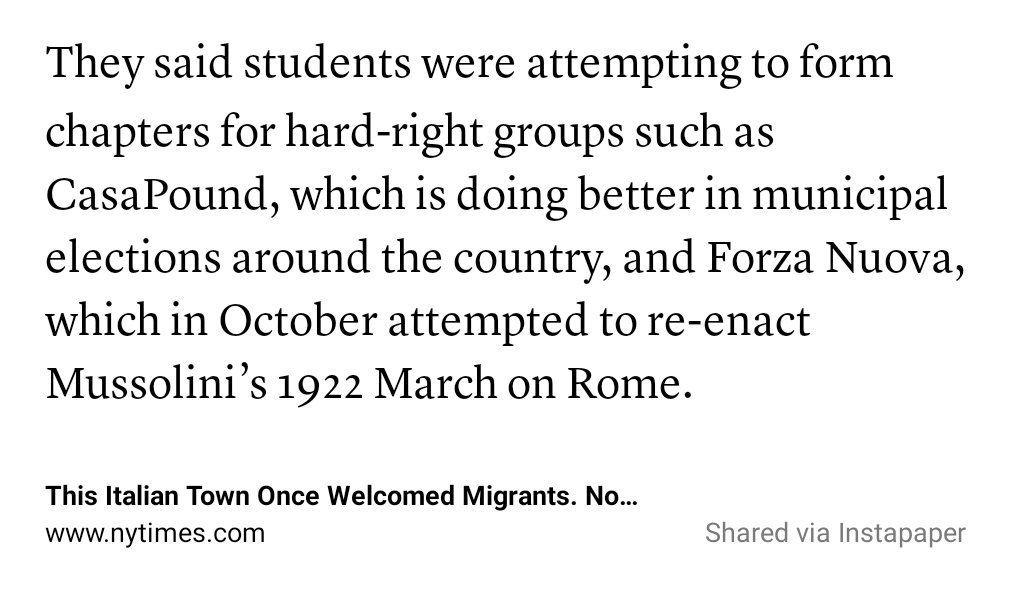 They said students were attempting to form
chapters for hard-right groups such as
CasaPound, which is doing better in municipal
elections around the country, and Forza Nuova,
which in October attempted to re-enact
Mussolini’s 1922 March on Rome.
This Italian Town Once Welcomed Migrants. No…
www.nytimes.com
Shared via Instapaper